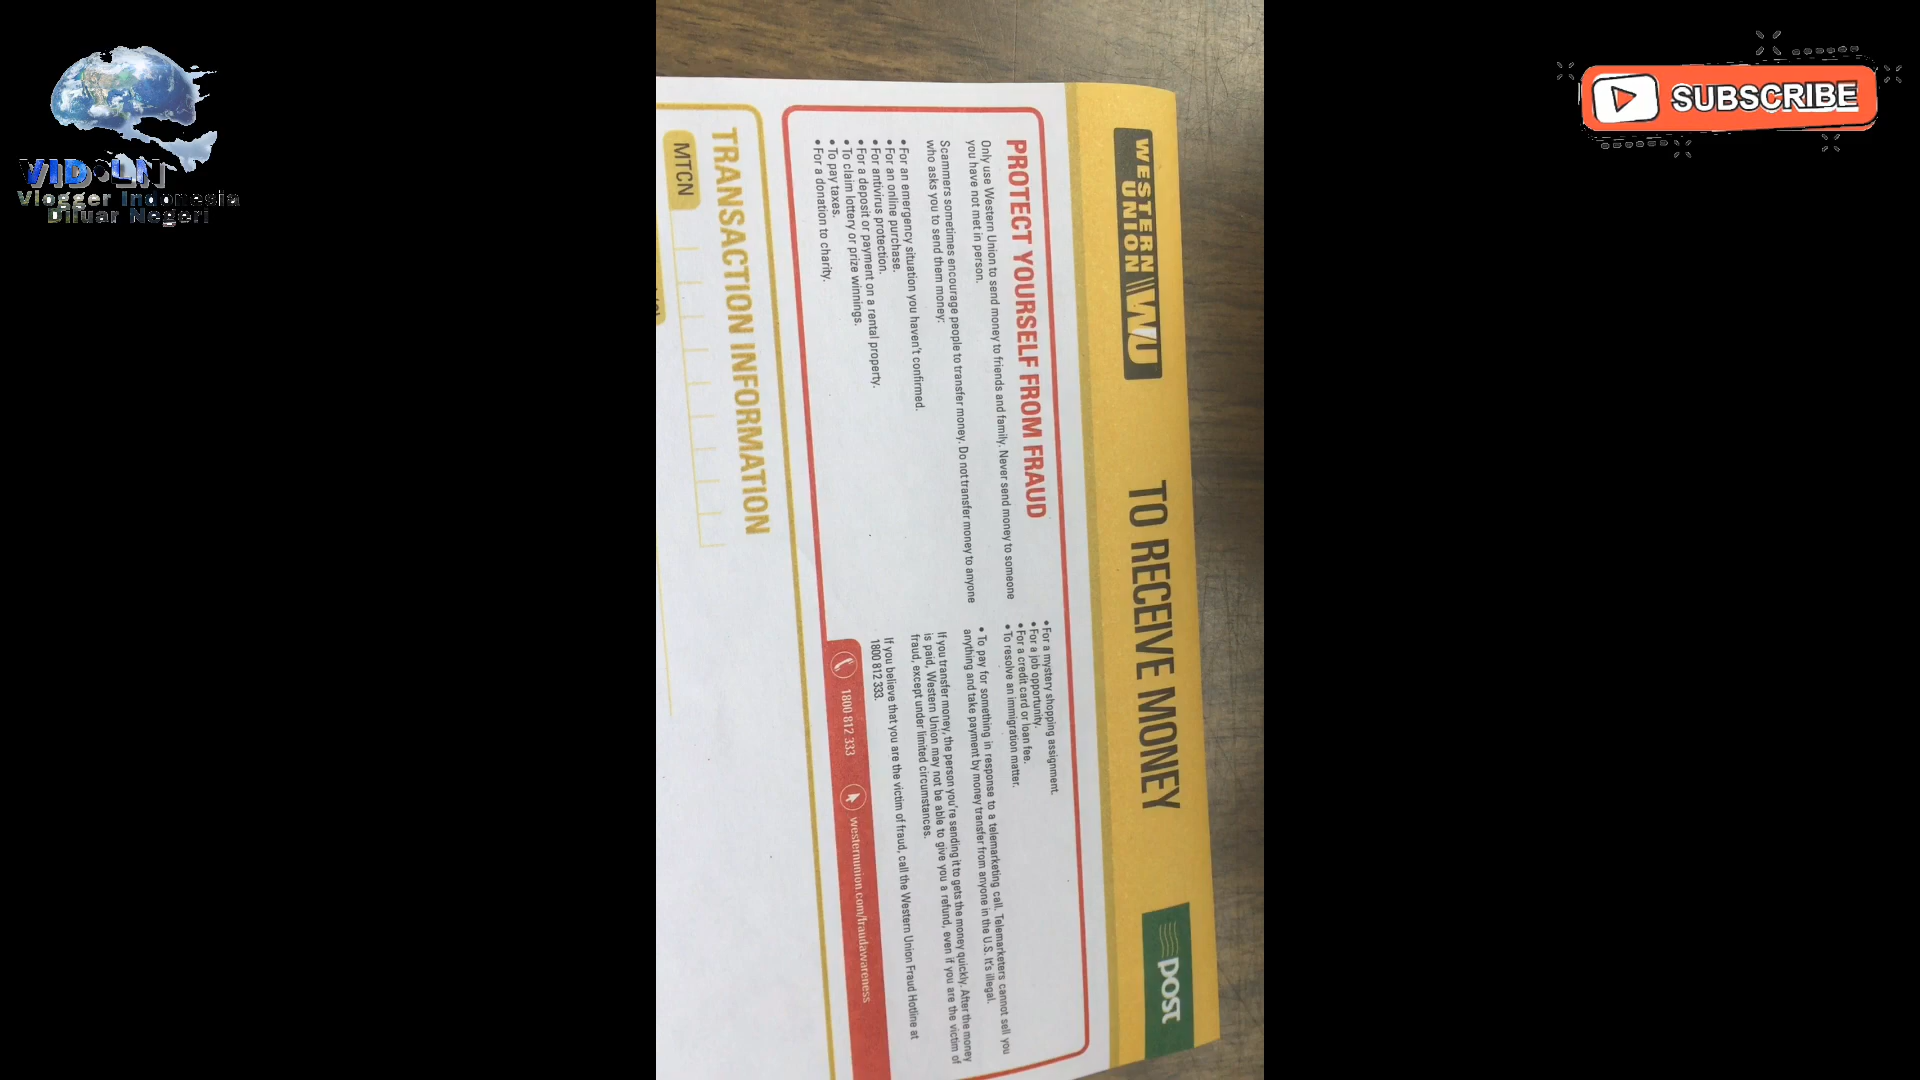 VIDOLN
Vlogger Indonesia
Diluar Negeri
SUBSCRIBE
WESTERN
UNION WU
TO RECEIVE MONEY
post
PROTECT YOURSELF FROM FRAUD
Only use Western Union to send money to friends and family. Never send money to someone
you have not met in person.
Scammers sometimes encourage people to transfer money. Do not transfer money to anyone
who asks you to send them money:
• For an emergency situation you haven't confirmed.
• For an online purchase.
• For antivirus protection.
• For a deposit or payment on a rental property.
• To claim lottery or prize winnings.
• To pay taxes.
• For a donation to charity.
• For a mystery shopping assignment.
• For a job opportunity.
• For a credit card or loan fee.
• To resolve an immigration matter.
• To pay for something in response to a telemarketing call. Telemarketers cannot sell you
anything and take payment by money transfer from anyone in the U.S. It's illegal.
If you transfer money, the person you're sending it to gets the money quickly. After the money
is paid, Western Union may not be able to give you a refund, even if you are the victim of
fraud, except under limited circumstances.
If you believe that you are the victim of fraud, call the Western Union Fraud Hotline at
1800 812 333.
1800 812 333 westernunion.com/fraudawareness
TRANSACTION INFORMATION
MTCN